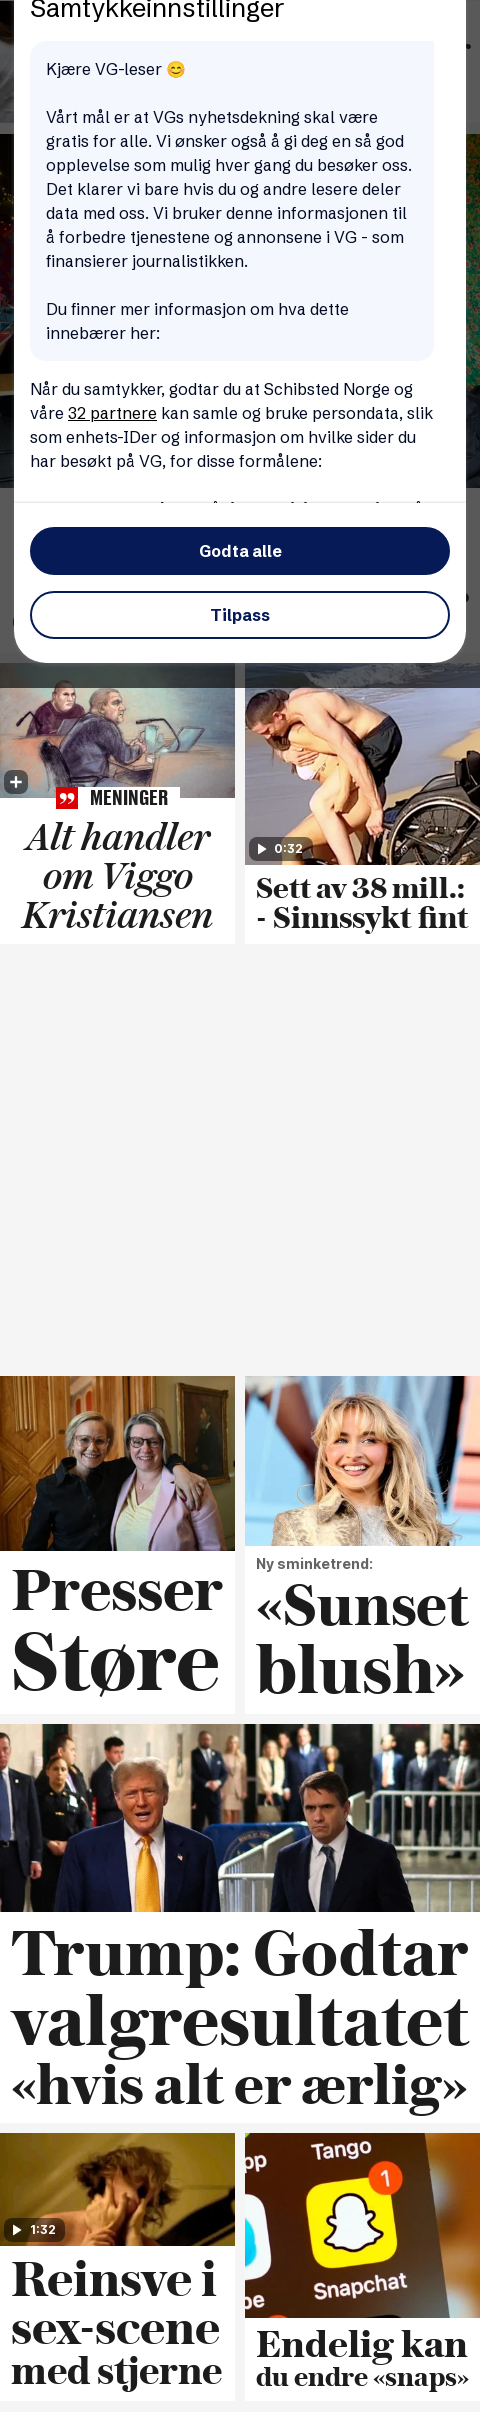 Samtykkeinnstillinger
Kjære VG-leser 😊
Vårt mål er at VGs nyhetsdekning skal være
gratis for alle. Vi ønsker også å gi deg en så god
opplevelse som mulig hver gang du besøker oss.
Det klarer vi bare hvis du og andre lesere deler
data med oss. Vi bruker denne informasjonen til
å forbedre tjenestene og annonsene i VG - som
finansierer journalistikken.
Du finner mer informasjon om hva dette
innebærer her:
Når du samtykker, godtar du at Schibsted Norge og
våre 32 partnere kan samle og bruke persondata, slik
som enhets-IDer og informasjon om hvilke sider du
har besøkt på VG, for disse formålene:
Godta alle
Tilpass
MENINGER
Alt handler
om Viggo
Kristiansen
0:32
Sett av 38 mill.:
- Sinnssykt fint
Presser
Støre
Ny sminketrend:
«Sunset
blush»
Trump: Godtar
valgresultatet
«hvis alt er ærlig»
1:32
Reinsve i
sex-scene
med stjerne
Tango
1
Snapchat
Endelig kan
du endre «snaps»